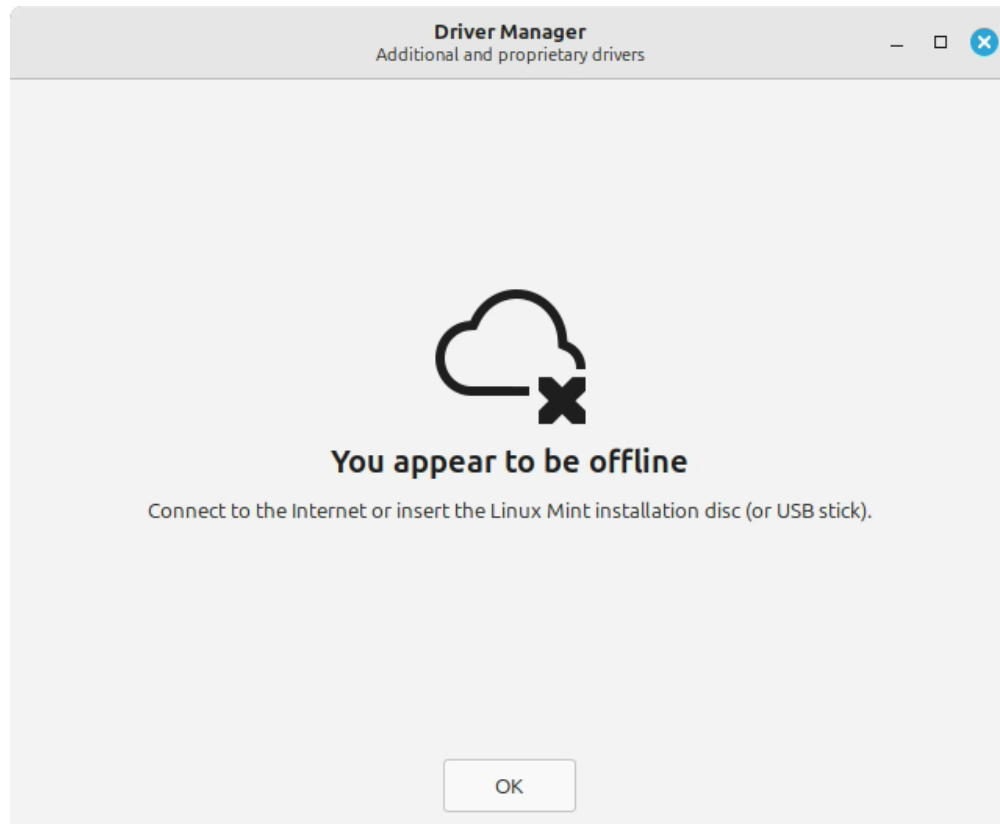 Driver Manager
Additional and proprietary drivers
You appear to be offline
Connect to the Internet or insert the Linux Mint installation disc (or USB stick).
OK